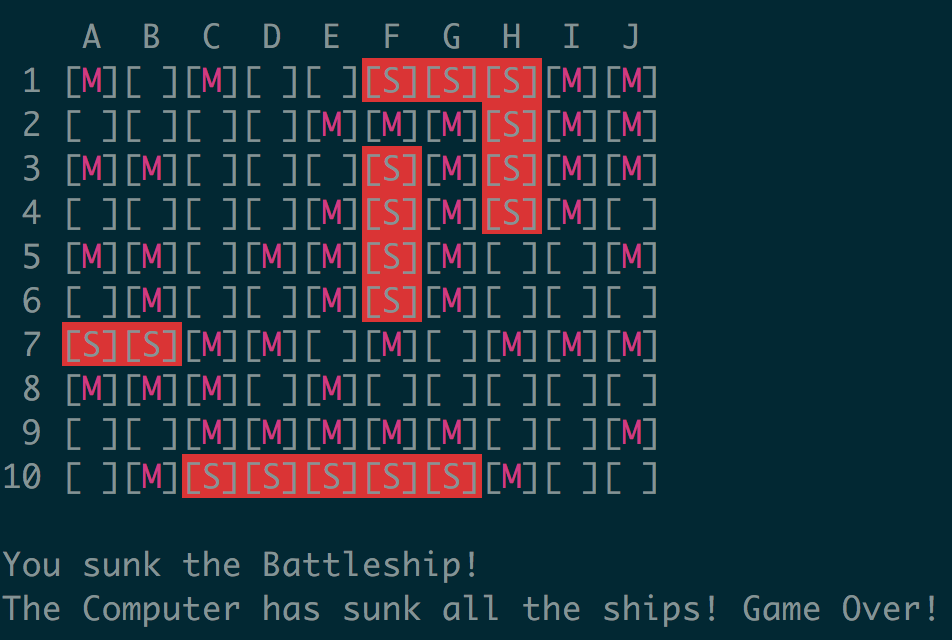 A B C D E F G H I J
1 [M][ ][M][ ][ ][S][S][S][M][M]
2 [ ][ ][ ][ ][M][M][M][S][M][M]
3 [M][M][ ][ ][ ][S][M][S][M][M]
4 [ ][ ][ ][ ][M][S][M][S][M][ ]
5 [M][M][ ][M][M][S][M][ ][ ][M]
6 [ ][M][ ][ ][M][S][M][ ][ ][ ]
7 [S][S][M][M][ ][M][ ][M][M][M]
8 [M][M][M][ ][M][ ][ ][ ][ ][ ]
9 [ ][ ][M][M][M][M][M][ ][ ][M]
10 [ ][M][S][S][S][S][S][M][ ][ ]
You sunk the Battleship!
The Computer has sunk all the ships! Game Over!